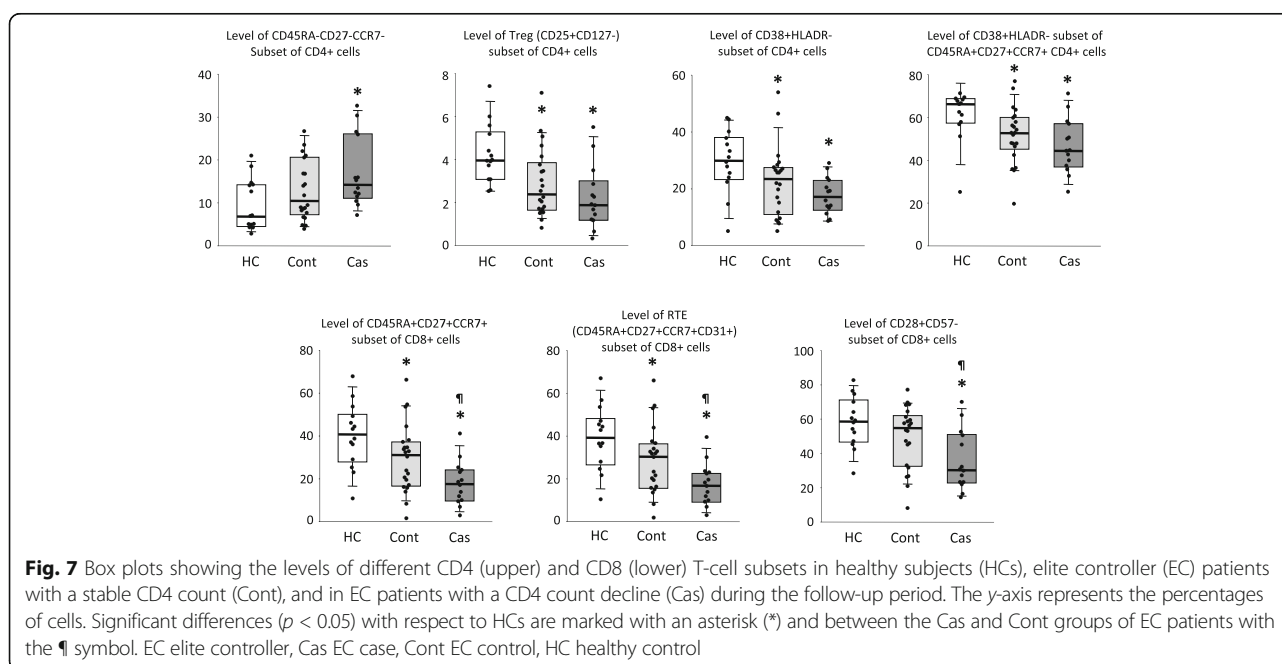 Level of CD45RA-CD27-CCR7-
Subset of CD4+ cells
40
30
20
10
0
HC Cont Cas
*
Level of Treg (CD25+CD127-)
subset of CD4+ cells
8
6
4
2
0
HC Cont Cas
* *
Level of CD38+HLADR-
subset of CD4+ cells
60
40
20
0
HC Cont Cas
* *
Level of CD38+HLADR- subset of
CD45RA+CD27+CCR7+ CD4+ cells
80
60
40
20
0
HC Cont Cas
* *
Level of CD45RA+CD27+CCR7+
subset of CD8+ cells
80
60
40
20
0
HC Cont Cas
*
¶
*
Level of RTE
(CD45RA+CD27+CCR7+CD31+)
subset of CD8+ cells
80
60
40
20
0
HC Cont Cas
*
¶
*
Level of CD28+CD57-
subset of CD8+ cells
100
80
60
40
20
0
HC Cont Cas
¶
*
Fig. 7 Box plots showing the levels of different CD4 (upper) and CD8 (lower) T-cell subsets in healthy subjects (HCs), elite controller (EC) patients
with a stable CD4 count (Cont), and in EC patients with a CD4 count decline (Cas) during the follow-up period. The y-axis represents the percentages
of cells. Significant differences (p < 0.05) with respect to HCs are marked with an asterisk (*) and between the Cas and Cont groups of EC patients with
the ¶ symbol. EC elite controller, Cas EC case, Cont EC control, HC healthy control